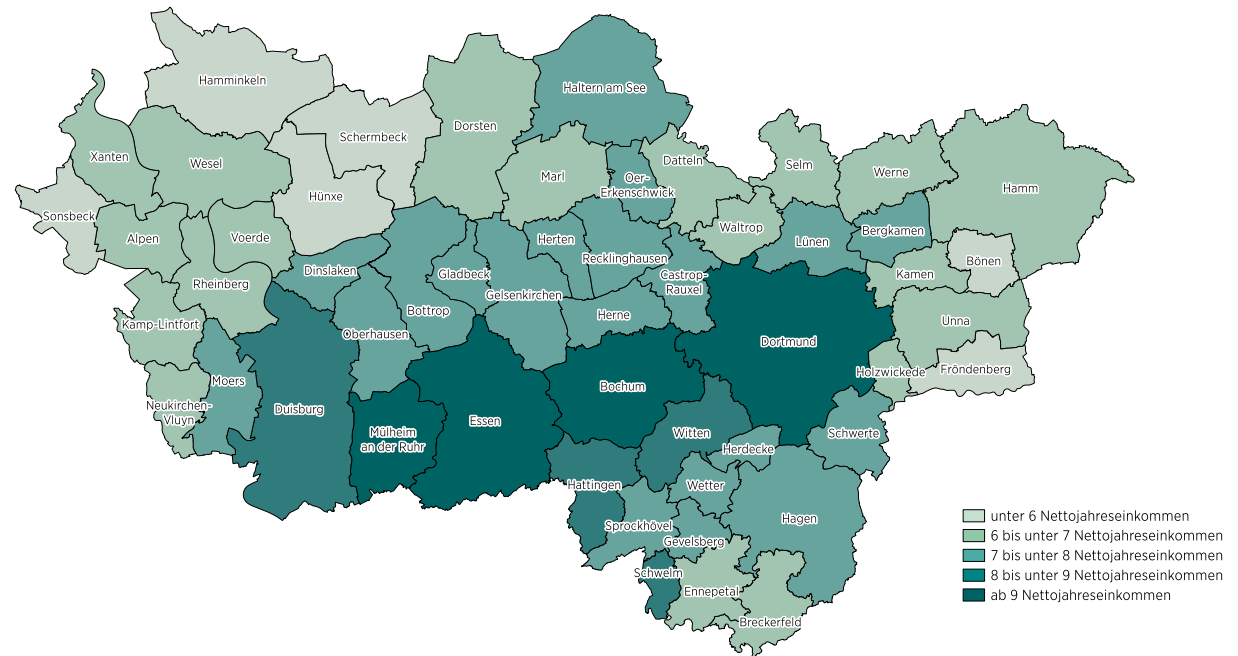 Hamminkeln
Haltern am See
Schermbeck
Dorsten
Xanten
Wesel
Datteln
Selm
Werne
Marl
Oer-
Erkenschwick
Hamm
Hünxe
Sonsbeck
Waltrop
Bergkamen
Alpen
Voerde
Herten
Lünen
Recklinghausen
Bönen
Dinslaken
Gladbeck
Castrop-
Rauxel
Kamen
Rheinberg
Gelsenkirchen
Bottrop
Herne
Unna
Kamp-Lintfort
Oberhausen
Dortmund
Holzwickede
Fröndenberg
Moers
Bochum
Neukirchen-
Vluyn
Duisburg
Essen
Mülheim
an der Ruhr
Witten
Schwerte
Herdecke
Hattingen
Wetter
Hagen
Sprockhövel
Gevelsberg
Schwelm
Ennepetal
Breckerfeld
unter 6 Nettojahreseinkommen
6 bis unter 7 Nettojahreseinkommen
7 bis unter 8 Nettojahreseinkommen
8 bis unter 9 Nettojahreseinkommen
ab 9 Nettojahreseinkommen